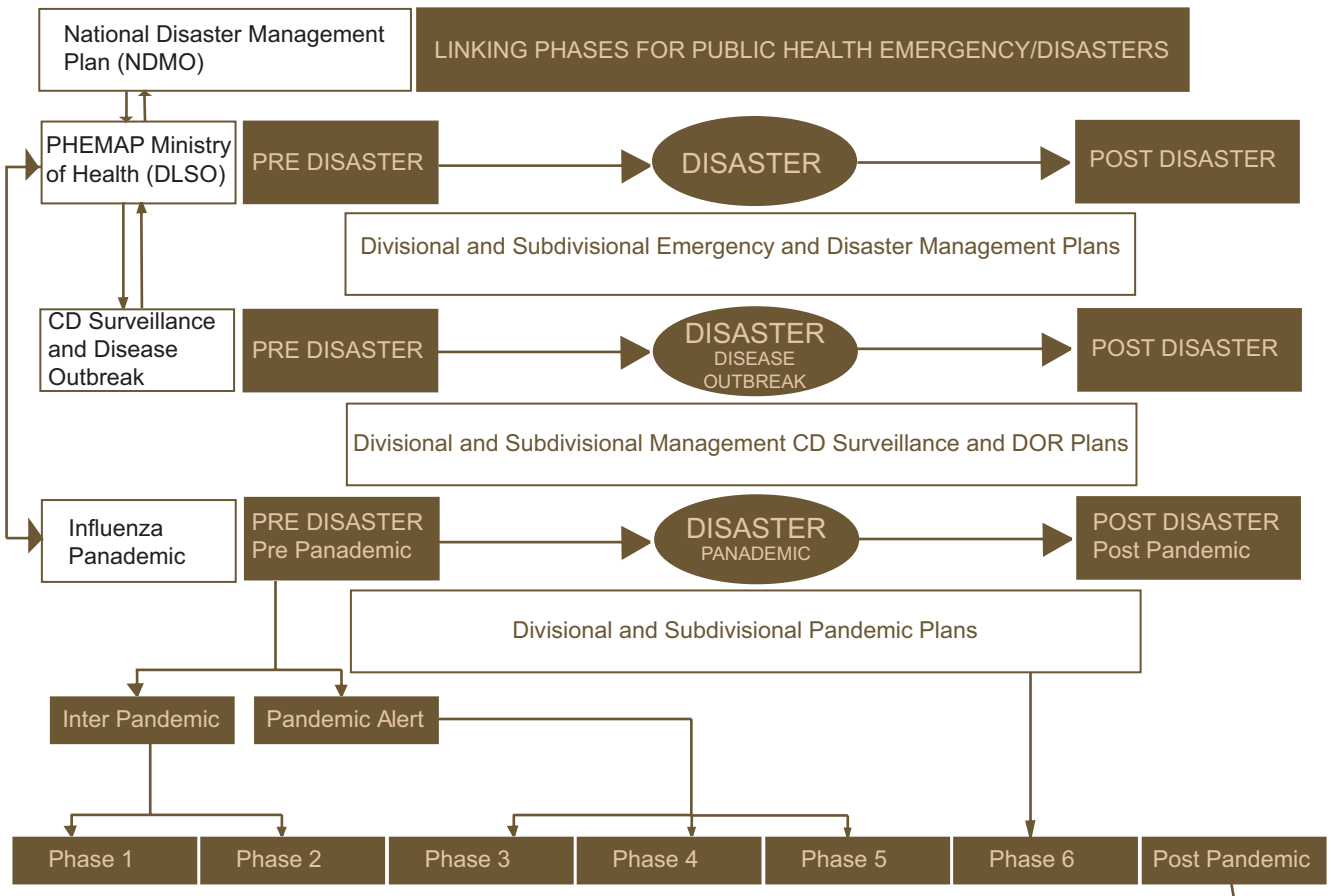 National Disaster Management
Plan (NDMO)
LINKING PHASES FOR PUBLIC HEALTH EMERGENCY/DISASTERS
PHEMAP Ministry
of Health (DLSO)
PRE DISASTER
DISASTER
POST DISASTER
Divisional and Subdivisional Emergency and Disaster Management Plans
CD Surveillance
and Disease
Outbreak
PRE DISASTER
DISASTER
DISEASE
OUTBREAK
POST DISASTER
Divisional and Subdivisional Management CD Surveillance and DOR Plans
Influenza
Panademic
PRE DISASTER
Pre Panademic
DISASTER
PANADEMIC
POST DISASTER
Post Pandemic
Divisional and Subdivisional Pandemic Plans
Inter Pandemic
Pandemic Alert
Phase 1
Phase 2
Phase 3
Phase 4
Phase 5
Phase 6
Post Pandemic